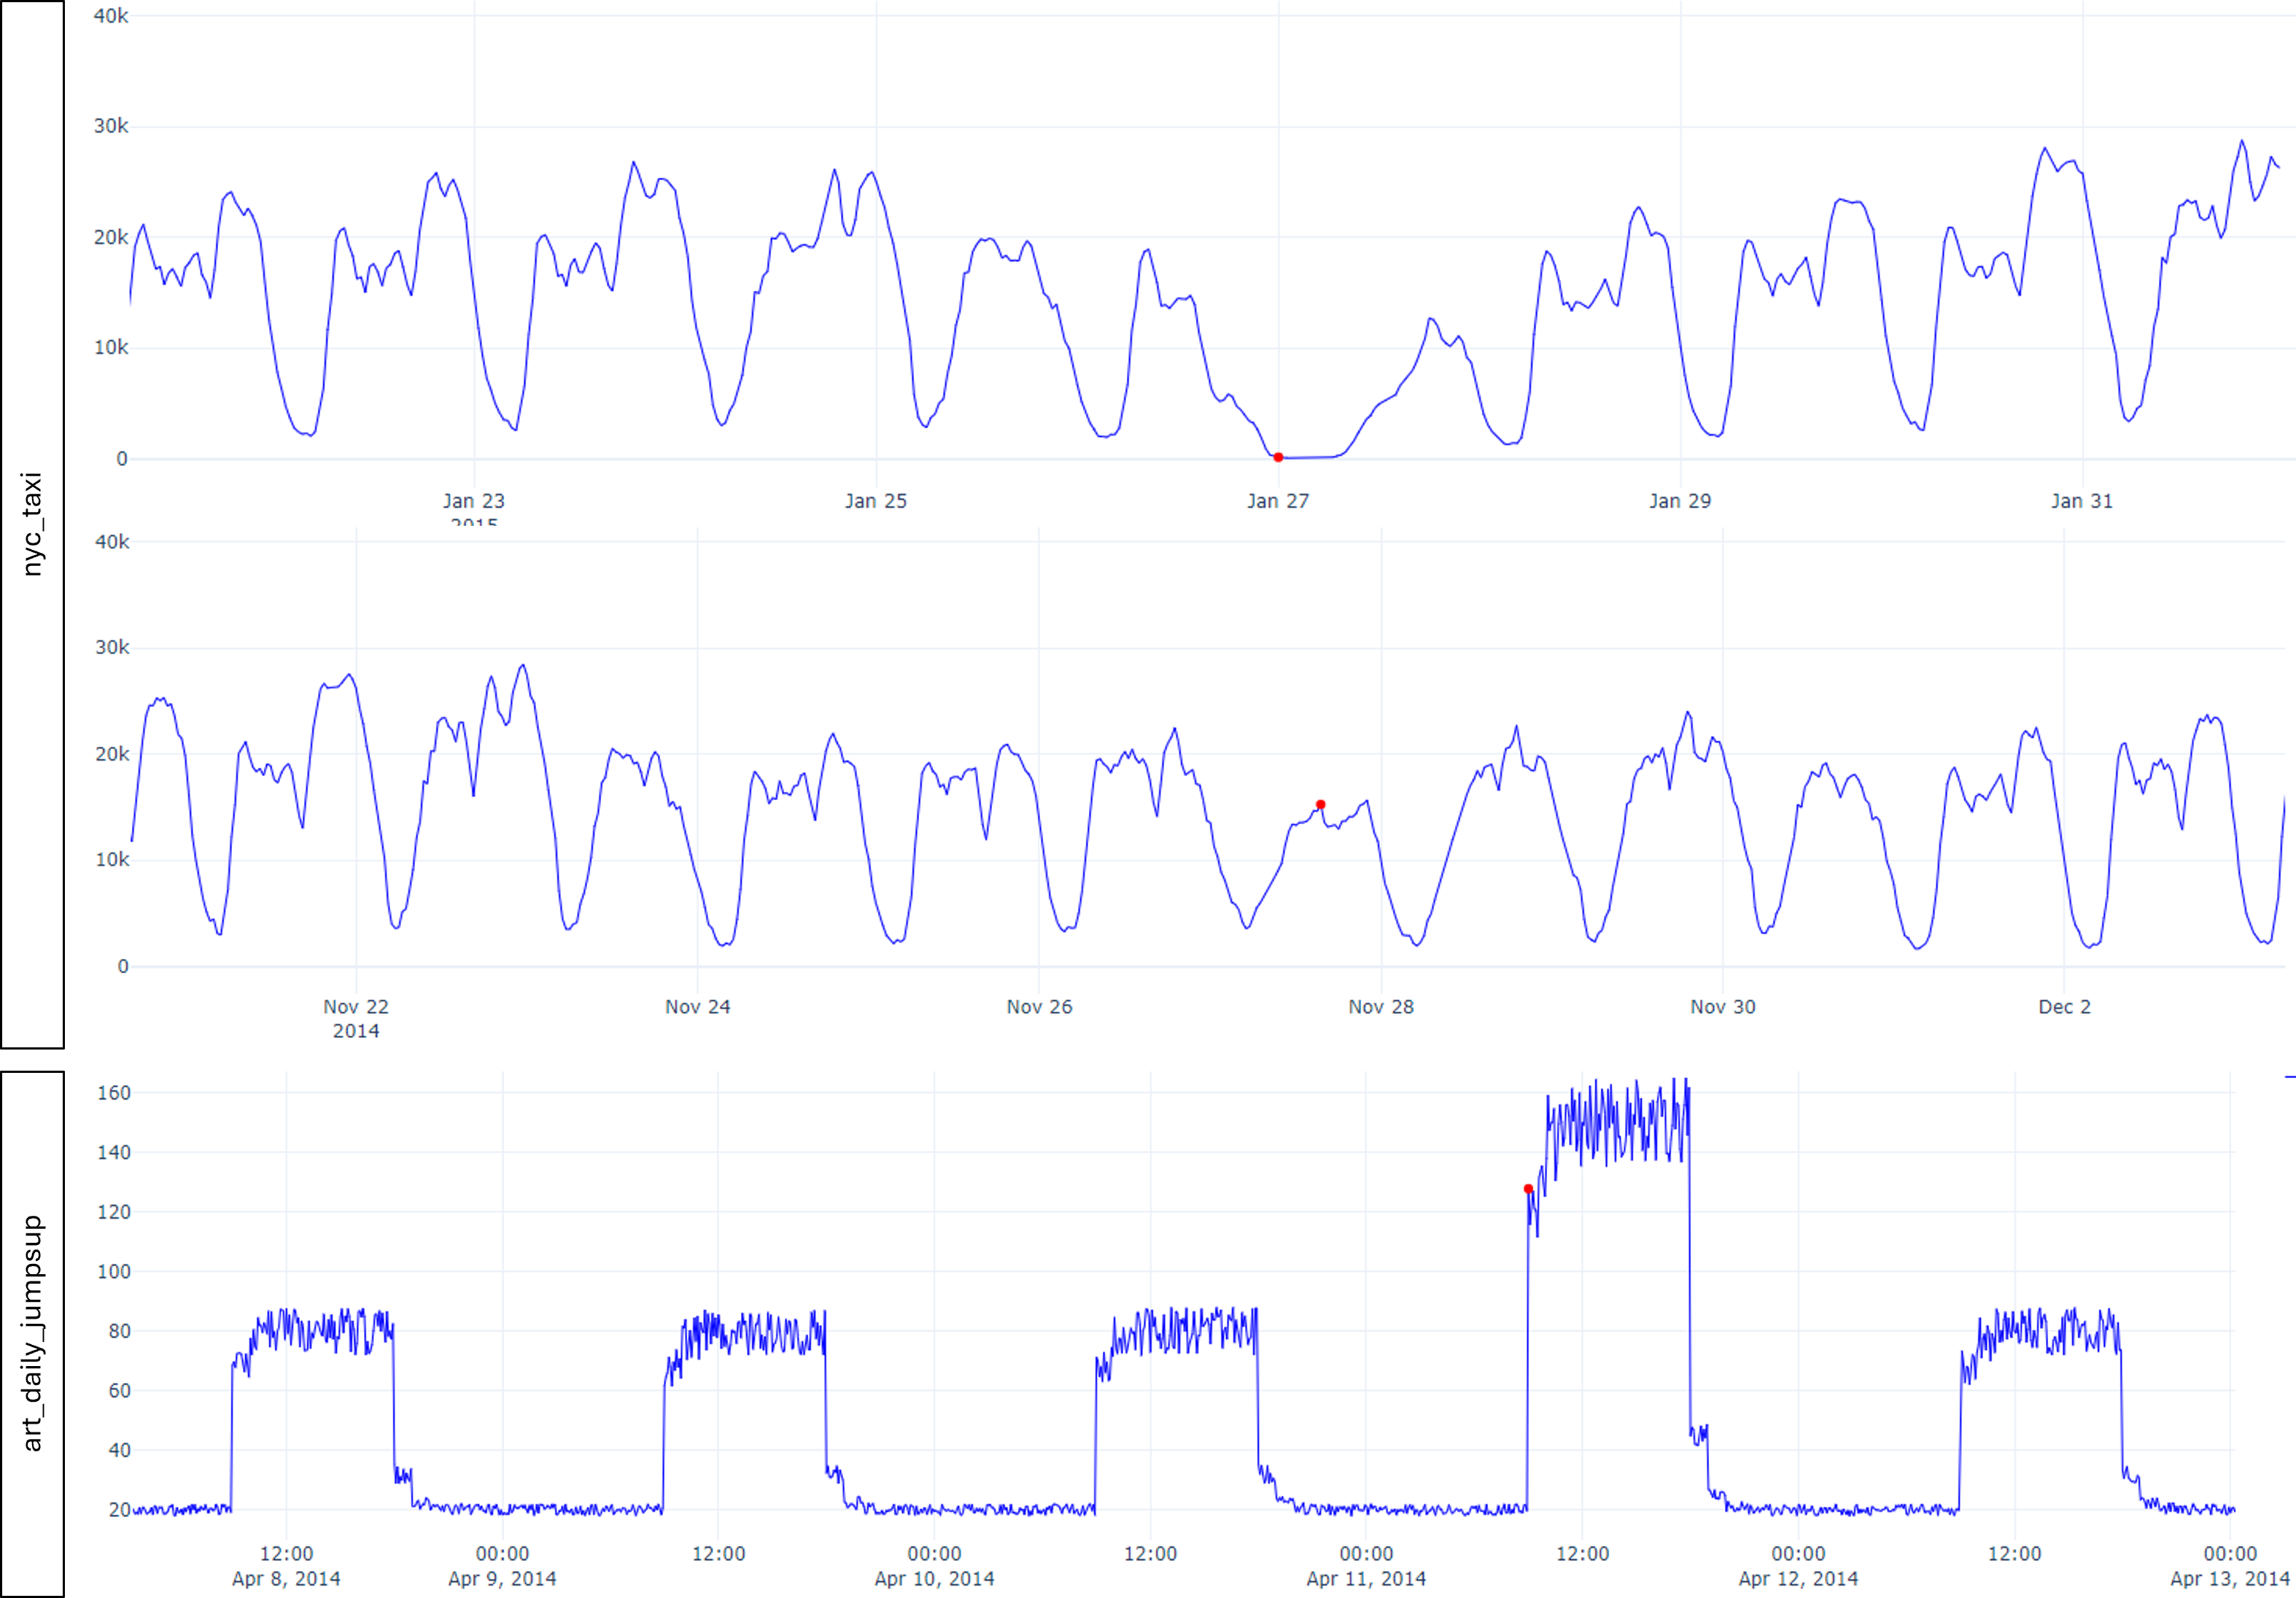 nyc_taxi
40k
30k
20k
10k
0
Jan 23 Jan 25 Jan 27 Jan 29 Jan 31
2015
40k
30k
20k
10k
0
Nov 22 Nov 24 Nov 26 Nov 28 Nov 30 Dec 2
2014
art_daily_jumpsup
160
140
120
100
80
60
40
20
12:00 00:00 12:00 00:00 12:00 00:00 12:00 00:00 12:00 00:00
Apr 8, 2014 Apr 9, 2014 Apr 10, 2014 Apr 11, 2014 Apr 12, 2014 Apr 13, 2014